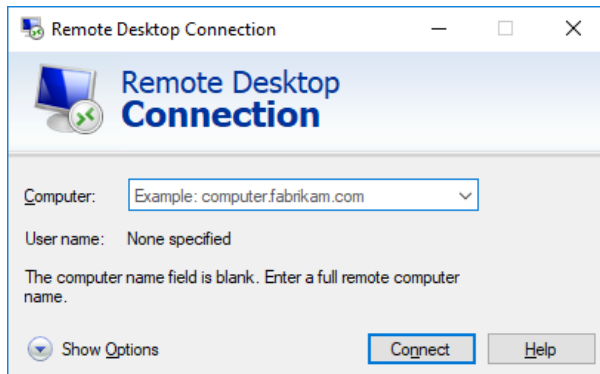 Remote Desktop Connection
Remote Desktop
Connection
Computer:
Example: computer.fabrikam.com
User name:
None specified
The computer name field is blank. Enter a full remote computer
name.
Show Options
Connect
Help